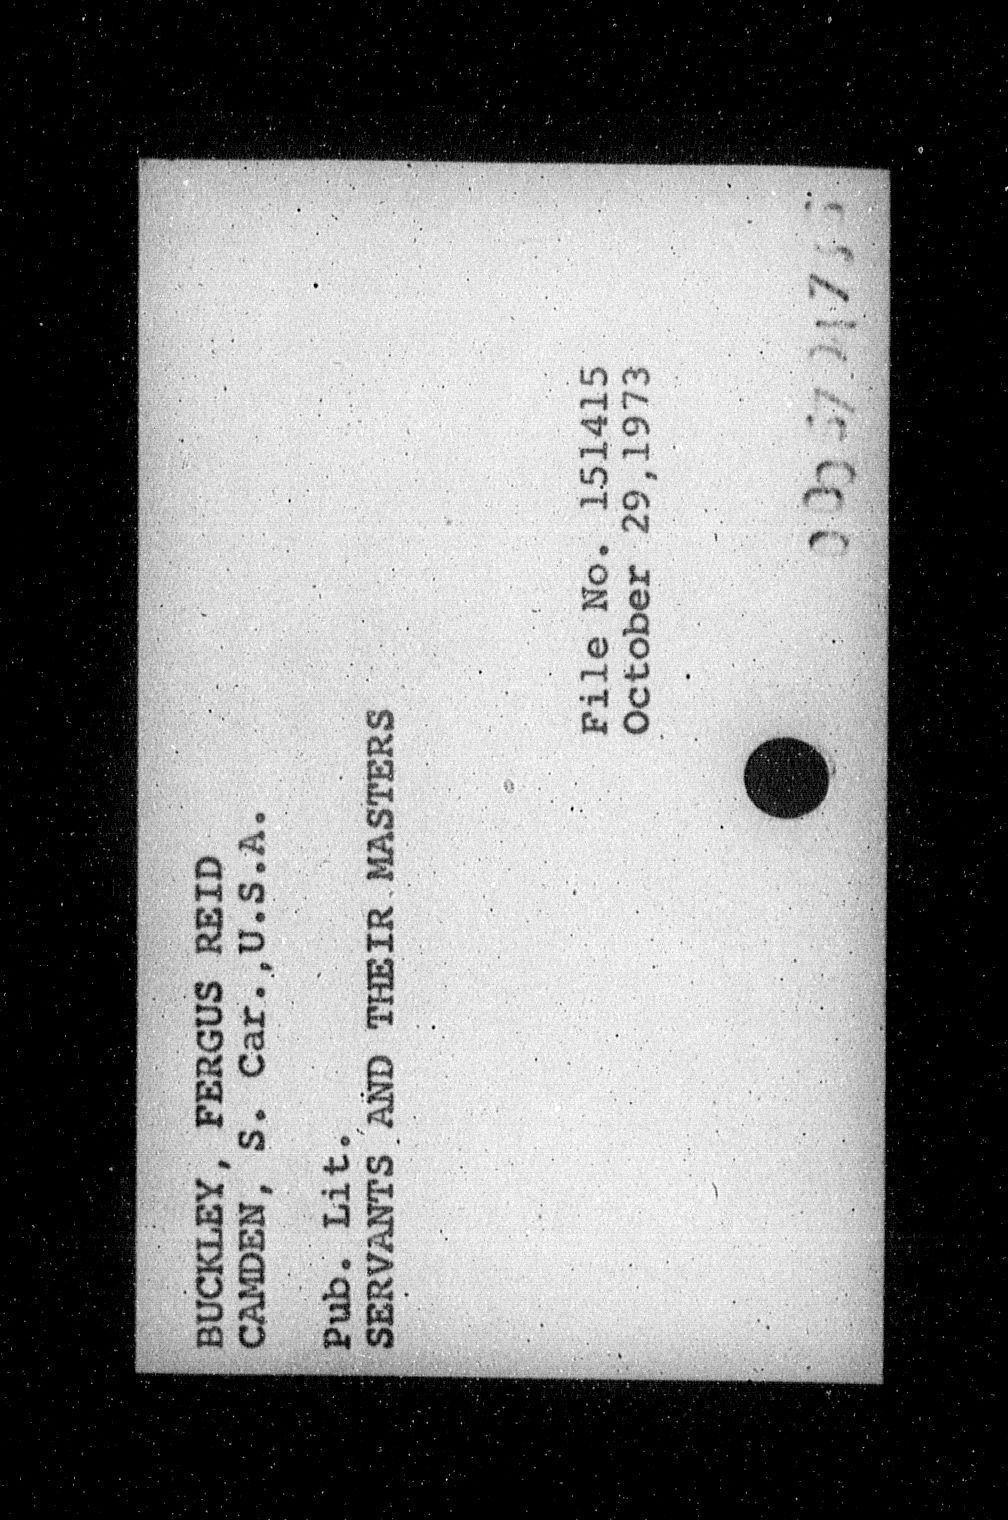 BUCKLEY, FERGUS REID
CAMDEN, S. Car.,U.S.A.
Pub. Lit.
SERVANTS AND THEIR MASTERS
File No. 151415
October 29,1973